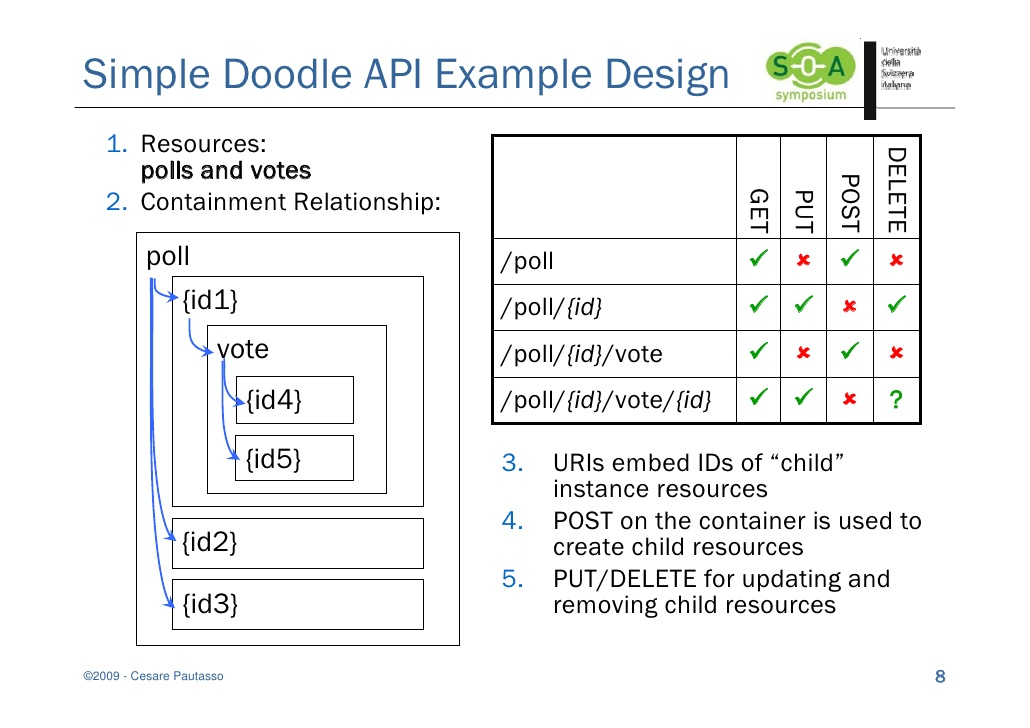 Simple Doodle API Example Design
SOA
symposium
Università
della
Svizzera
italiana
1. Resources:
polls and votes
2. Containment Relationship:
poll
{id1}
vote
{id4}
{id5}
{id2}
{id3}
GET PUT POST DELETE
/poll ✓ ✘ ✓ ✘
/poll/{id} ✓ ✓ ✘ ✓
/poll/{id}/vote ✓ ✘ ✓ ✘
/poll/{id}/vote/{id} ✓ ✓ ✘ ?
3. URIs embed IDs of “child”
instance resources
4. POST on the container is used to
create child resources
5. PUT/DELETE for updating and
removing child resources
©2009 - Cesare Pautasso
8